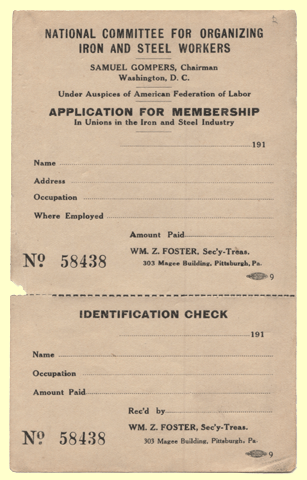 NATIONAL COMMITTEE FOR ORGANIZING
IRON AND STEEL WORKERS
SAMUEL GOMPERS, Chairman
Washington, D. C.
Under Auspices of American Federation of Labor
APPLICATION FOR MEMBERSHIP
In Unions in the Iron and Steel Industry
191
Name
Address
Occupation
Where Employed
Amount Paid
WM. Z. FOSTER, Sec'y-Treas.
303 Magee Building, Pittsburgh, Pa.
No 58438
9
IDENTIFICATION CHECK
191
Name
Occupation
Amount Paid
Rec'd by
WM. Z. FOSTER, Sec'y-Treas.
303 Magee Building, Pittsburgh, Pa.
No 58438
9